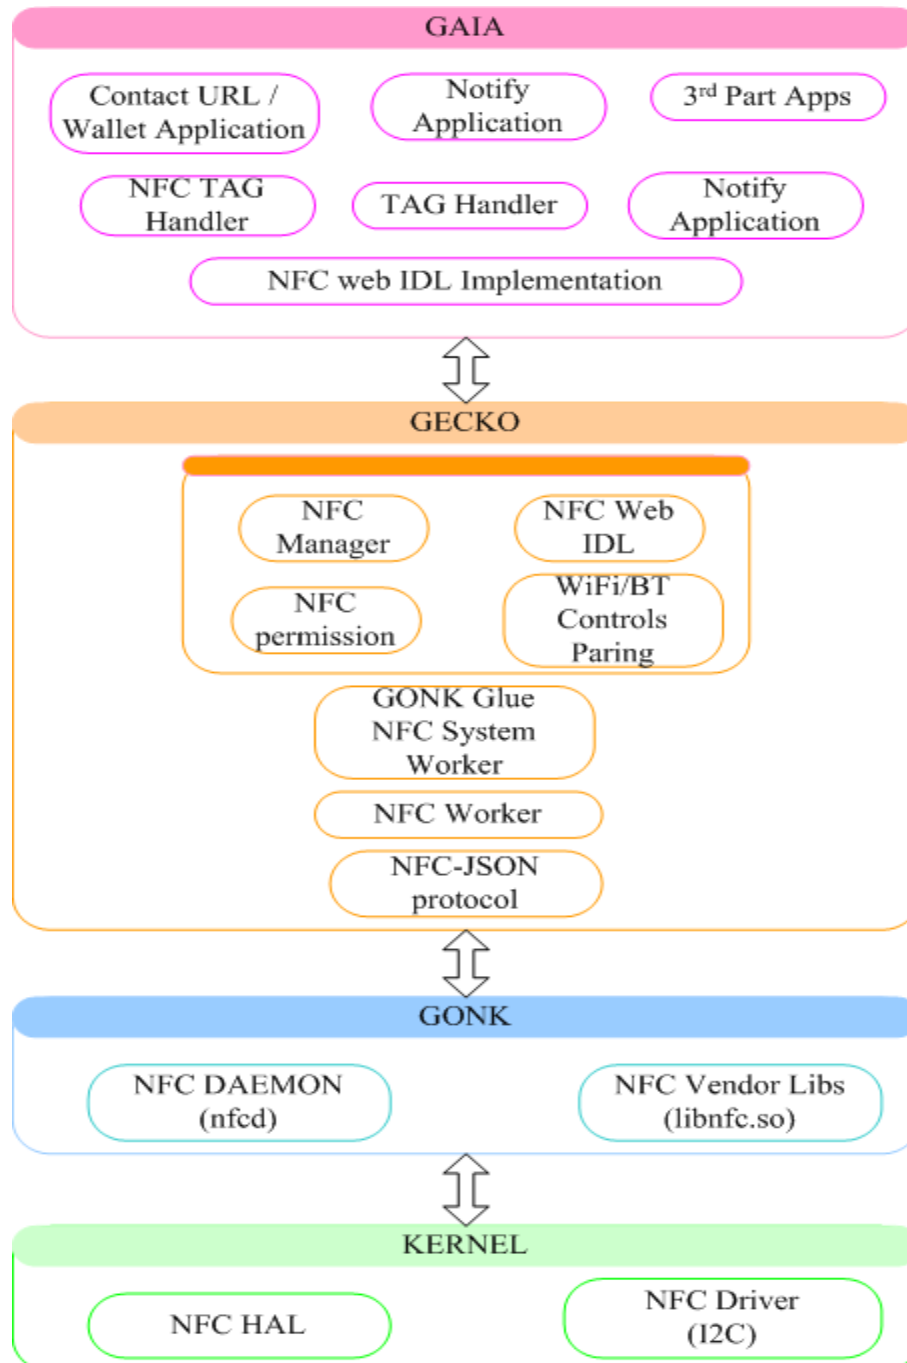 GAIA
Contact URL /
Wallet Application
Notify
Application
3rd Part Apps
NFC TAG
Handler
TAG Handler
Notify
Application
NFC web IDL Implementation
GECKO
NFC
Manager
NFC Web
IDL
NFC
permission
WiFi/BT
Controls
Paring
GONK Glue
NFC System
Worker
NFC Worker
NFC-JSON
protocol
GONK
NFC DAEMON
(nfcd)
NFC Vendor Libs
(libnfc.so)
KERNEL
NFC HAL
NFC Driver
(I2C)